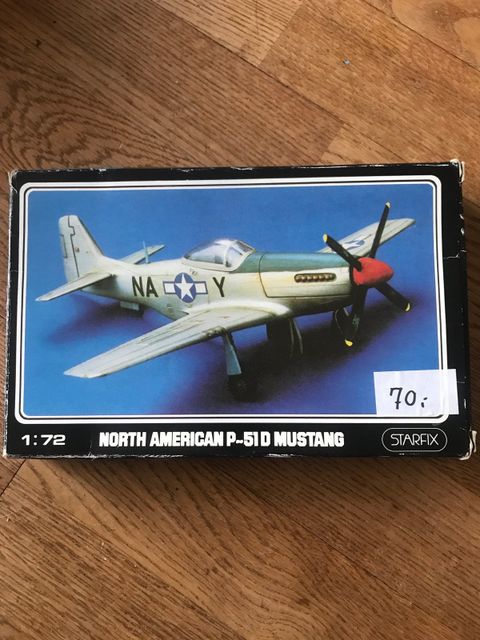 NA Y
70:
1:72 NORTH AMERICAN P-51D MUSTANG STARFIX